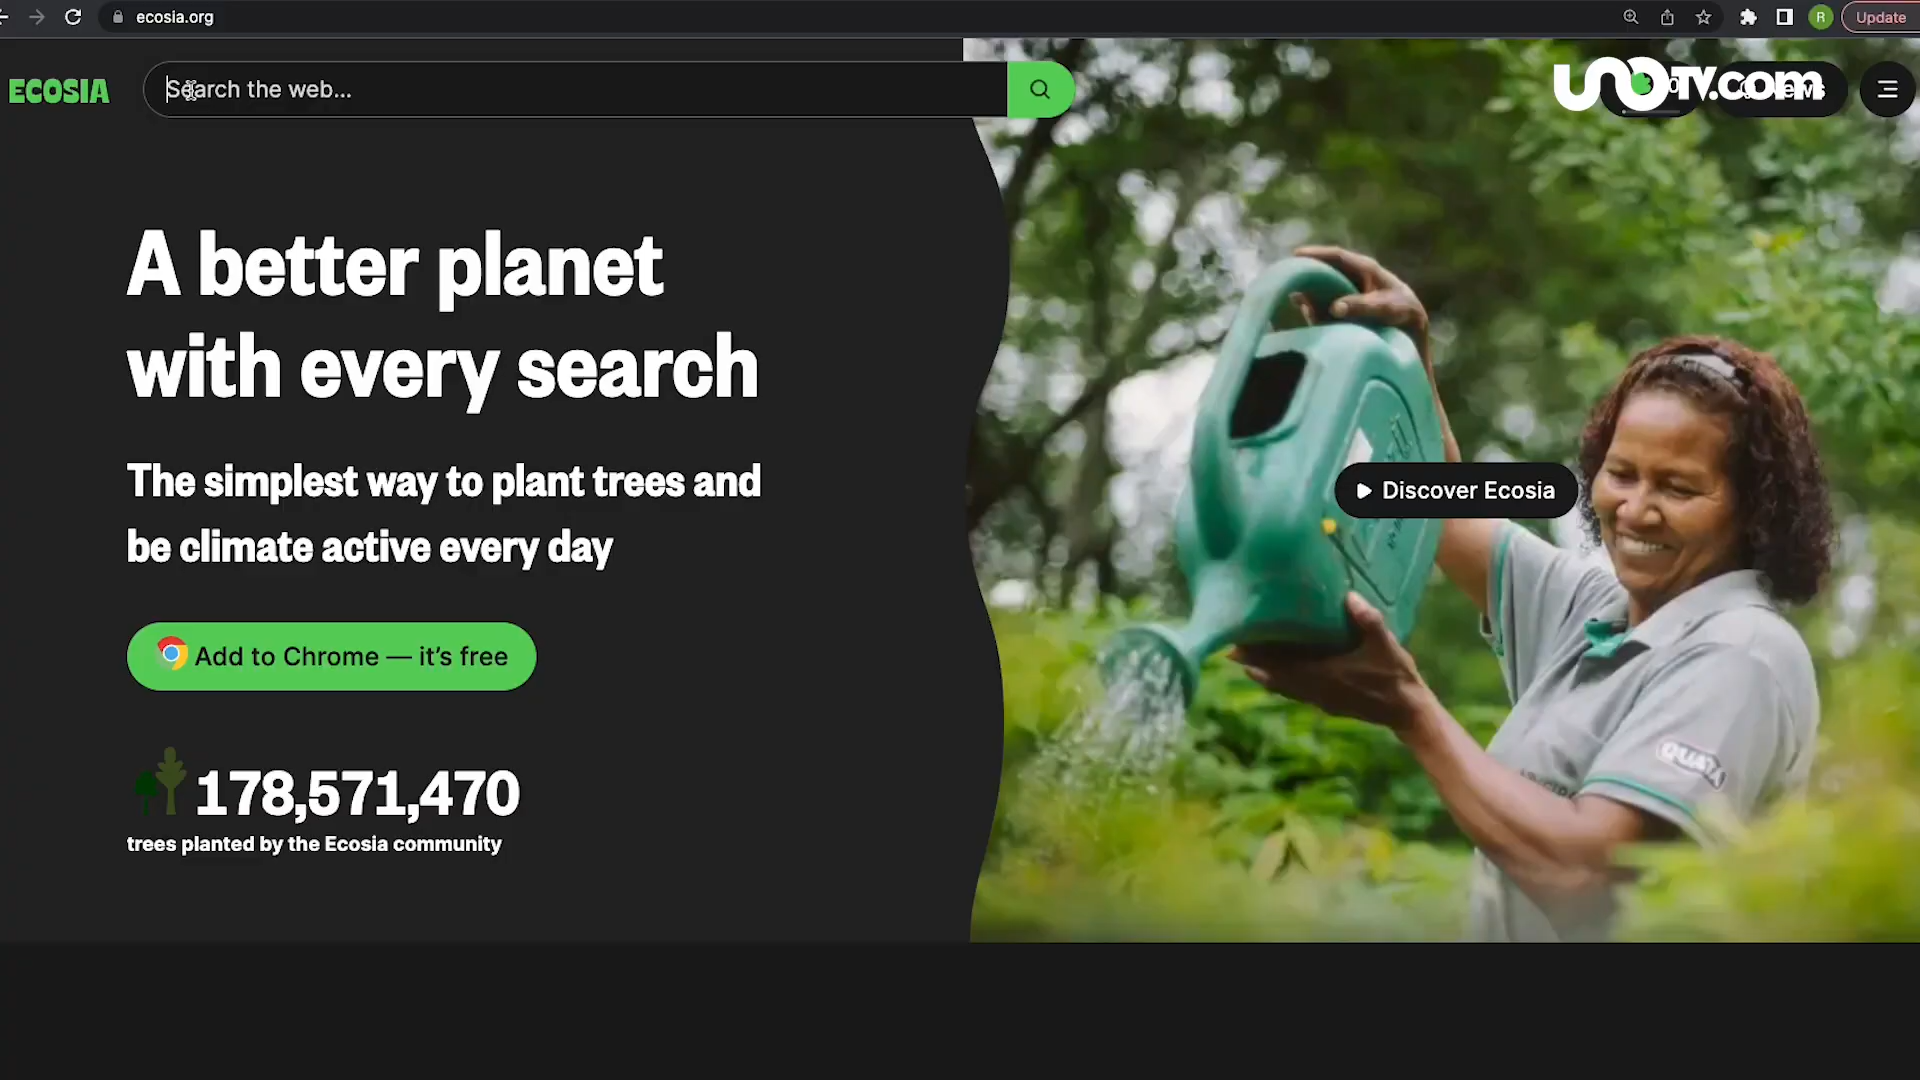 ecosia.org
R
Update
ECOSIA
Search the web...
UNOTV.com
A better planet
with every search
The simplest way to plant trees and
be climate active every day
Discover Ecosia
Add to Chrome — it's free
178,571,470
trees planted by the Ecosia community